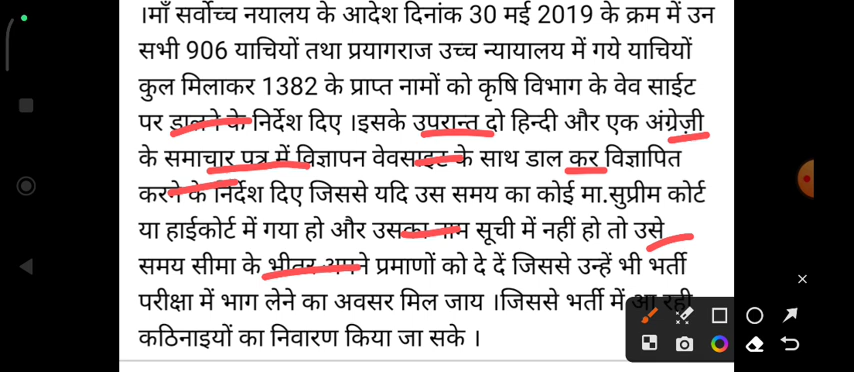 ।माँ सर्वोच्च नयालय के आदेश दिनांक 30 मई 2019 के क्रम में उन
सभी 906 याचियों तथा प्रयागराज उच्च न्यायालय में गये याचियों
कुल मिलाकर 1382 के प्राप्त नामों को कृषि विभाग के वेव साईट
पर डालने के निर्देश दिए ।इसके उपरान्त दो हिन्दी और एक अंग्रेज़ी
के समाचार पत्र में विज्ञापन वेवसाइट के साथ डाल कर विज्ञापित
करने के निर्देश दिए जिससे यदि उस समय का कोई मा.सुप्रीम कोर्ट
या हाईकोर्ट में गया हो और उसका नाम सूची में नहीं हो तो उसे
समय सीमा के भीतर अपने प्रमाणों को दे दें जिससे उन्हें भी भर्ती
परीक्षा में भाग लेने का अवसर मिल जाय ।जिससे भर्ती में आ रही
कठिनाइयों का निवारण किया जा सके ।